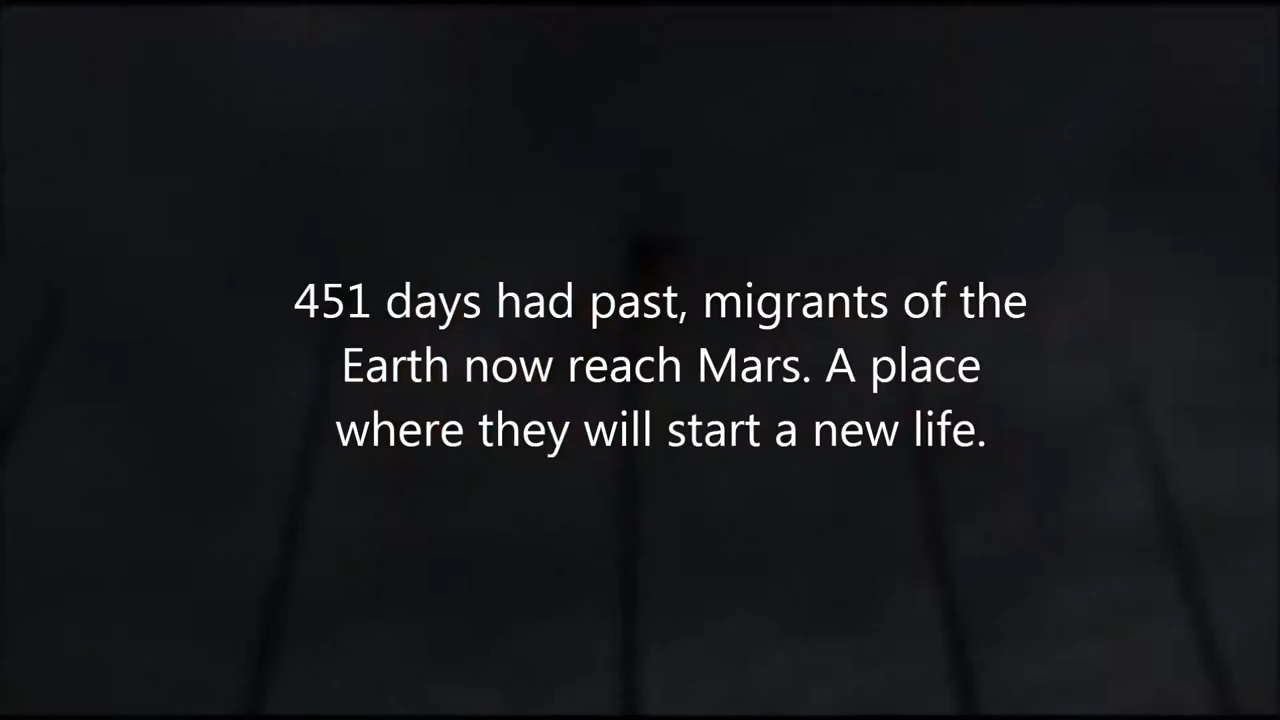 451 days had past, migrants of the
Earth now reach Mars. A place
where they will start a new life.